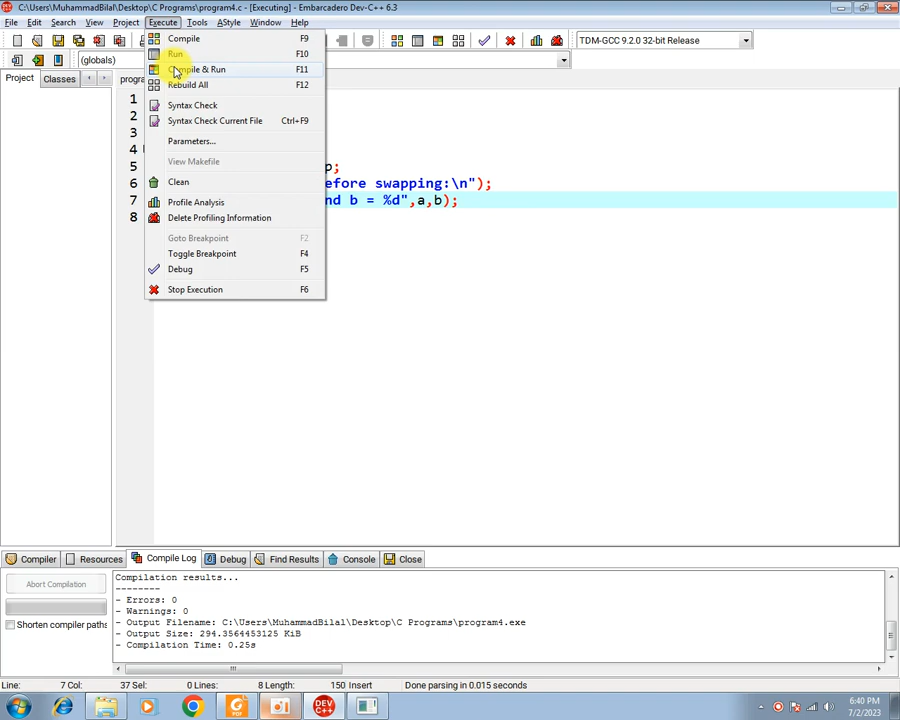 C:\Users\MuhammadBilal\Desktop\C Programs\program4.c - [Executing] - Embarcadero Dev-C++ 6.3
File Edit Search View Project Execute Tools AStyle Window Help
TDM-GCC 9.2.0 32-bit Release
(globals)
Project Classes progra
Compile F9
Run F10
Compile & Run F11
Rebuild All F12
Syntax Check
Syntax Check Current File Ctrl+F9
Parameters...
View Makefile
Clean
Profile Analysis
Delete Profiling Information
Goto Breakpoint F2
Toggle Breakpoint F4
Debug F5
Stop Execution F6
1
2
3
4
5 p;
6 efore swapping:\n");
7 nd b = %d",a,b);
8
Compiler Resources Compile Log Debug Find Results Console Close
Abort Compilation
Shorten compiler paths
Compilation results...
--------
- Errors: 0
- Warnings: 0
- Output Filename: C:\Users\MuhammadBilal\Desktop\C Programs\program4.exe
- Output Size: 294.3564453125 KiB
- Compilation Time: 0.25s
Line: 7 Col: 37 Sel: 0 Lines: 8 Length: 150 Insert Done parsing in 0.015 seconds
PDF
DEV C++
6:40 PM
7/2/2023